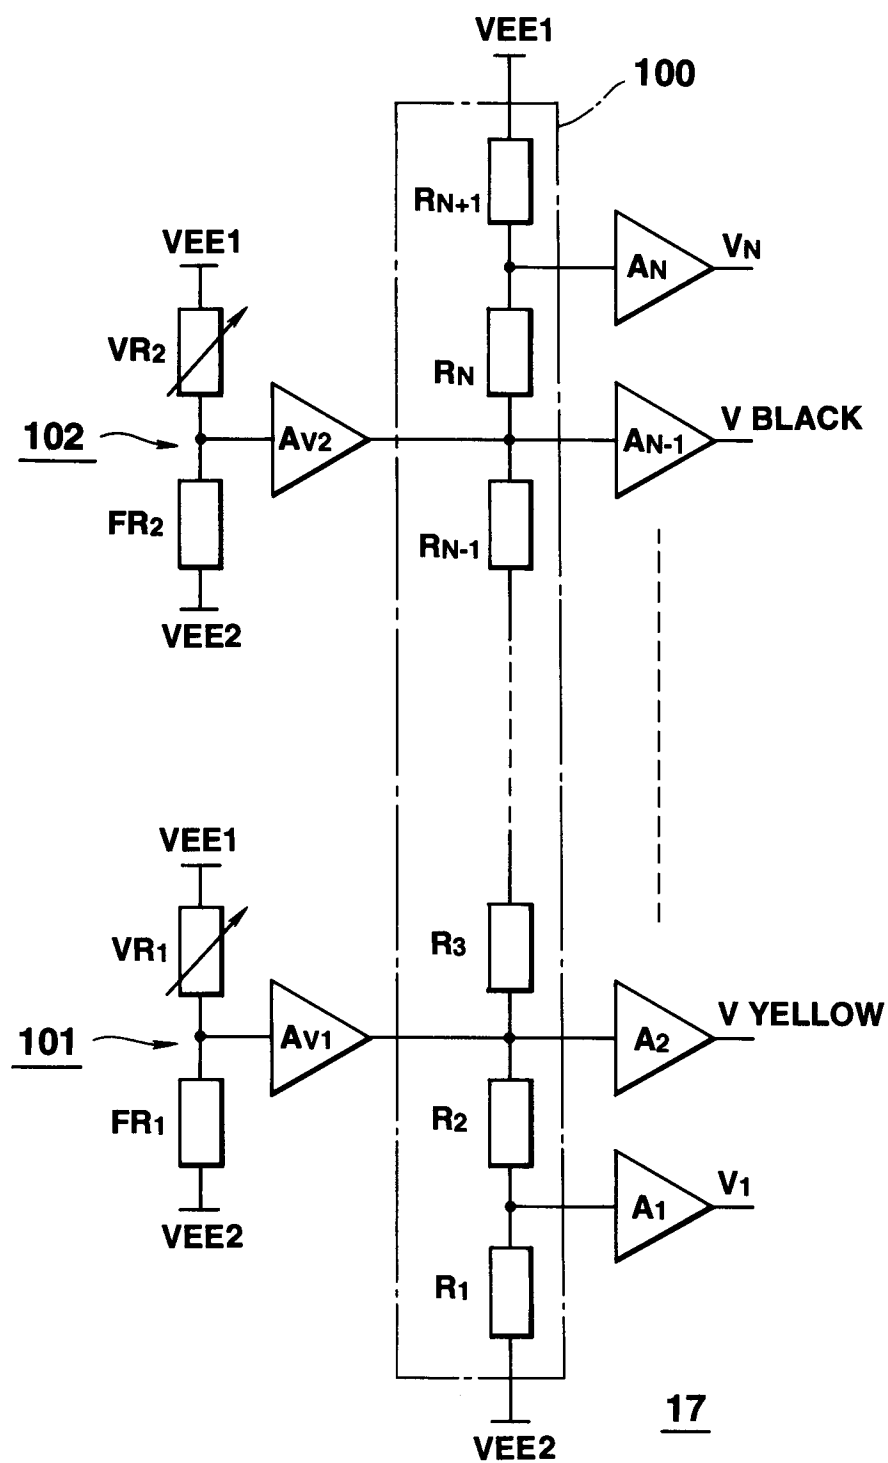 VEE1
100
RN+1
VEE1
AN
VN
VR2
RN
V BLACK
102
AV2
AN-1
FR2
RN-1
VEE2
VEE1
VR1
R3
V YELLOW
101
AV1
A2
FR1
R2
V1
A1
VEE2
R1
17
VEE2